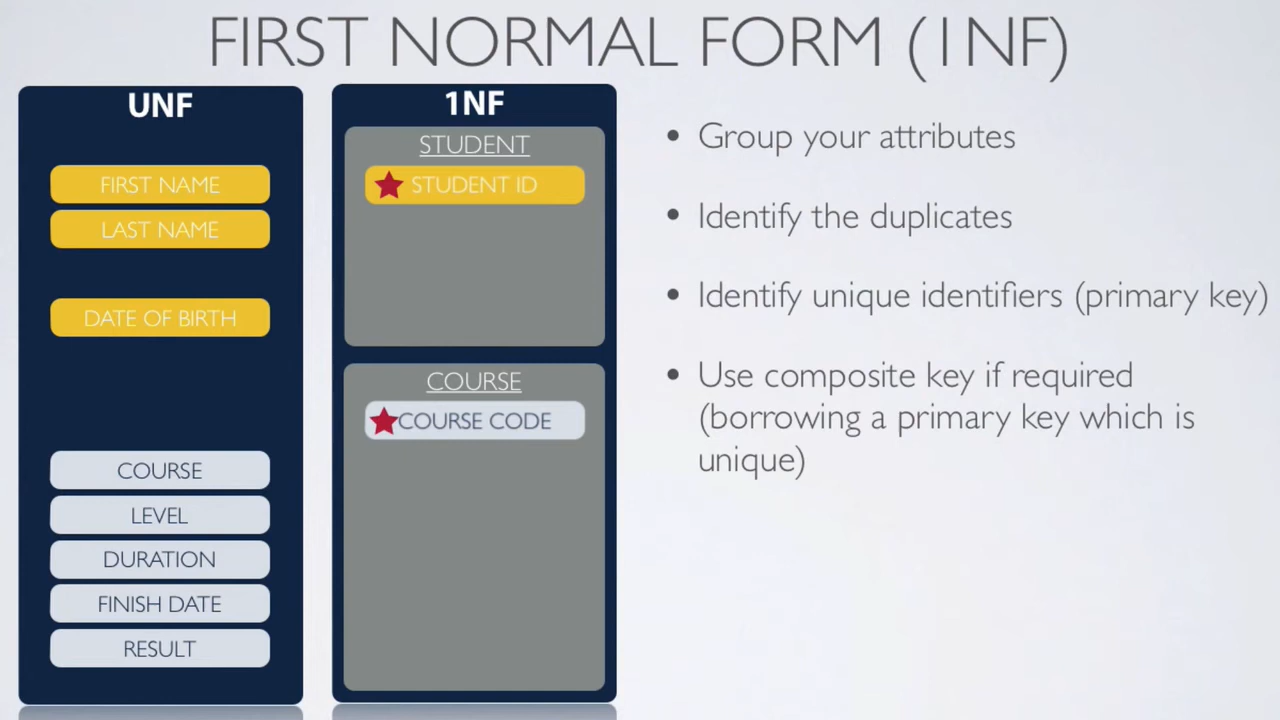 FIRST NORMAL FORM (1NF)
UNF
FIRST NAME
LAST NAME
DATE OF BIRTH
COURSE
LEVEL
DURATION
FINISH DATE
RESULT
1NF
STUDENT
STUDENT ID
COURSE
COURSE CODE
• Group your attributes
• Identify the duplicates
• Identify unique identifiers (primary key)
• Use composite key if required
(borrowing a primary key which is
unique)